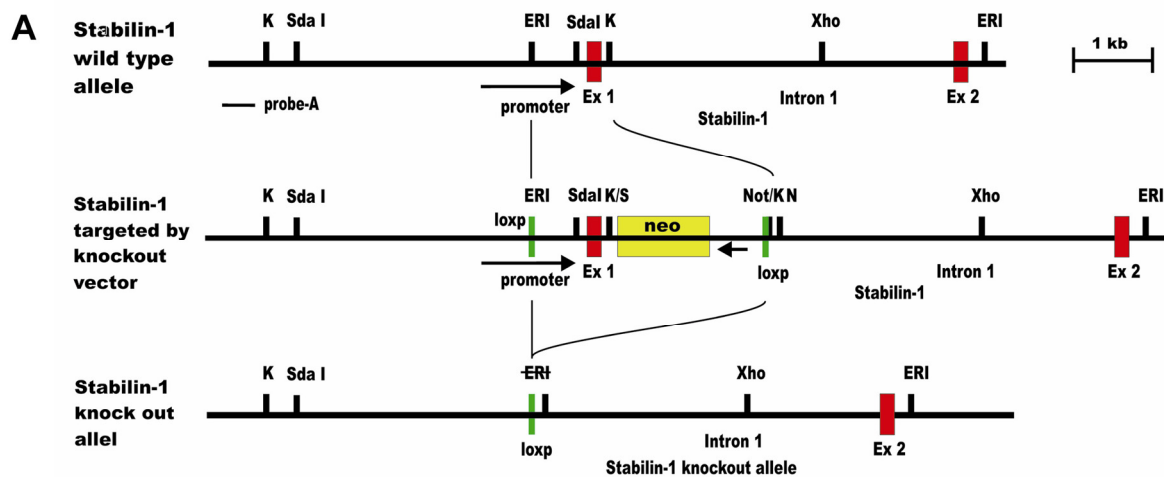 A
Stabilin-1
wild type
allele
K Sda I ERI SdaI K Xho ERI
1 kb
probe-A
promoter
Ex 1
Intron 1
Ex 2
Stabilin-1
Stabilin-1
targeted by
knockout
vector
K Sda I ERI SdaI K/S Not/K N Xho ERI
loxp
neo
promoter
Ex 1
loxp
Intron 1
Ex 2
Stabilin-1
Stabilin-1
knock out
allel
K Sda I ERI Xho ERI
loxp
Intron 1
Ex 2
Stabilin-1 knockout allele